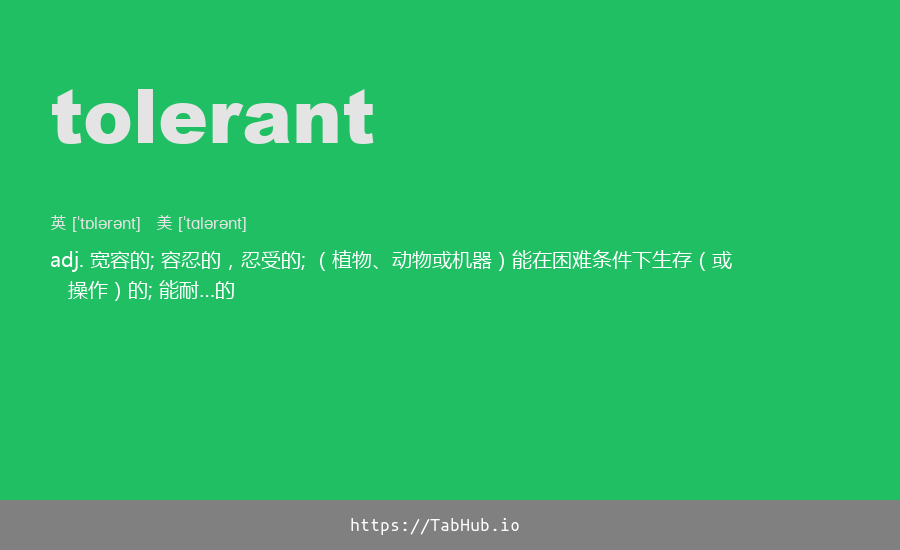 tolerant
英 [ˈtɒlərənt] 美 [ˈtɑlərənt]
adj. 宽容的; 容忍的，忍受的; （植物、动物或机器）能在困难条件下生存（或
操作）的; 能耐...的
https://TabHub.io